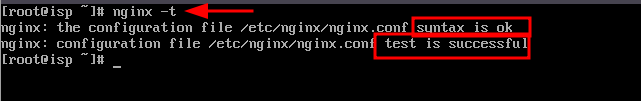 [root@isp ~]# nginx -t
nginx: the configuration file /etc/nginx/nginx.conf syntax is ok
nginx: configuration file /etc/nginx/nginx.conf test is successful
[root@isp ~]# _